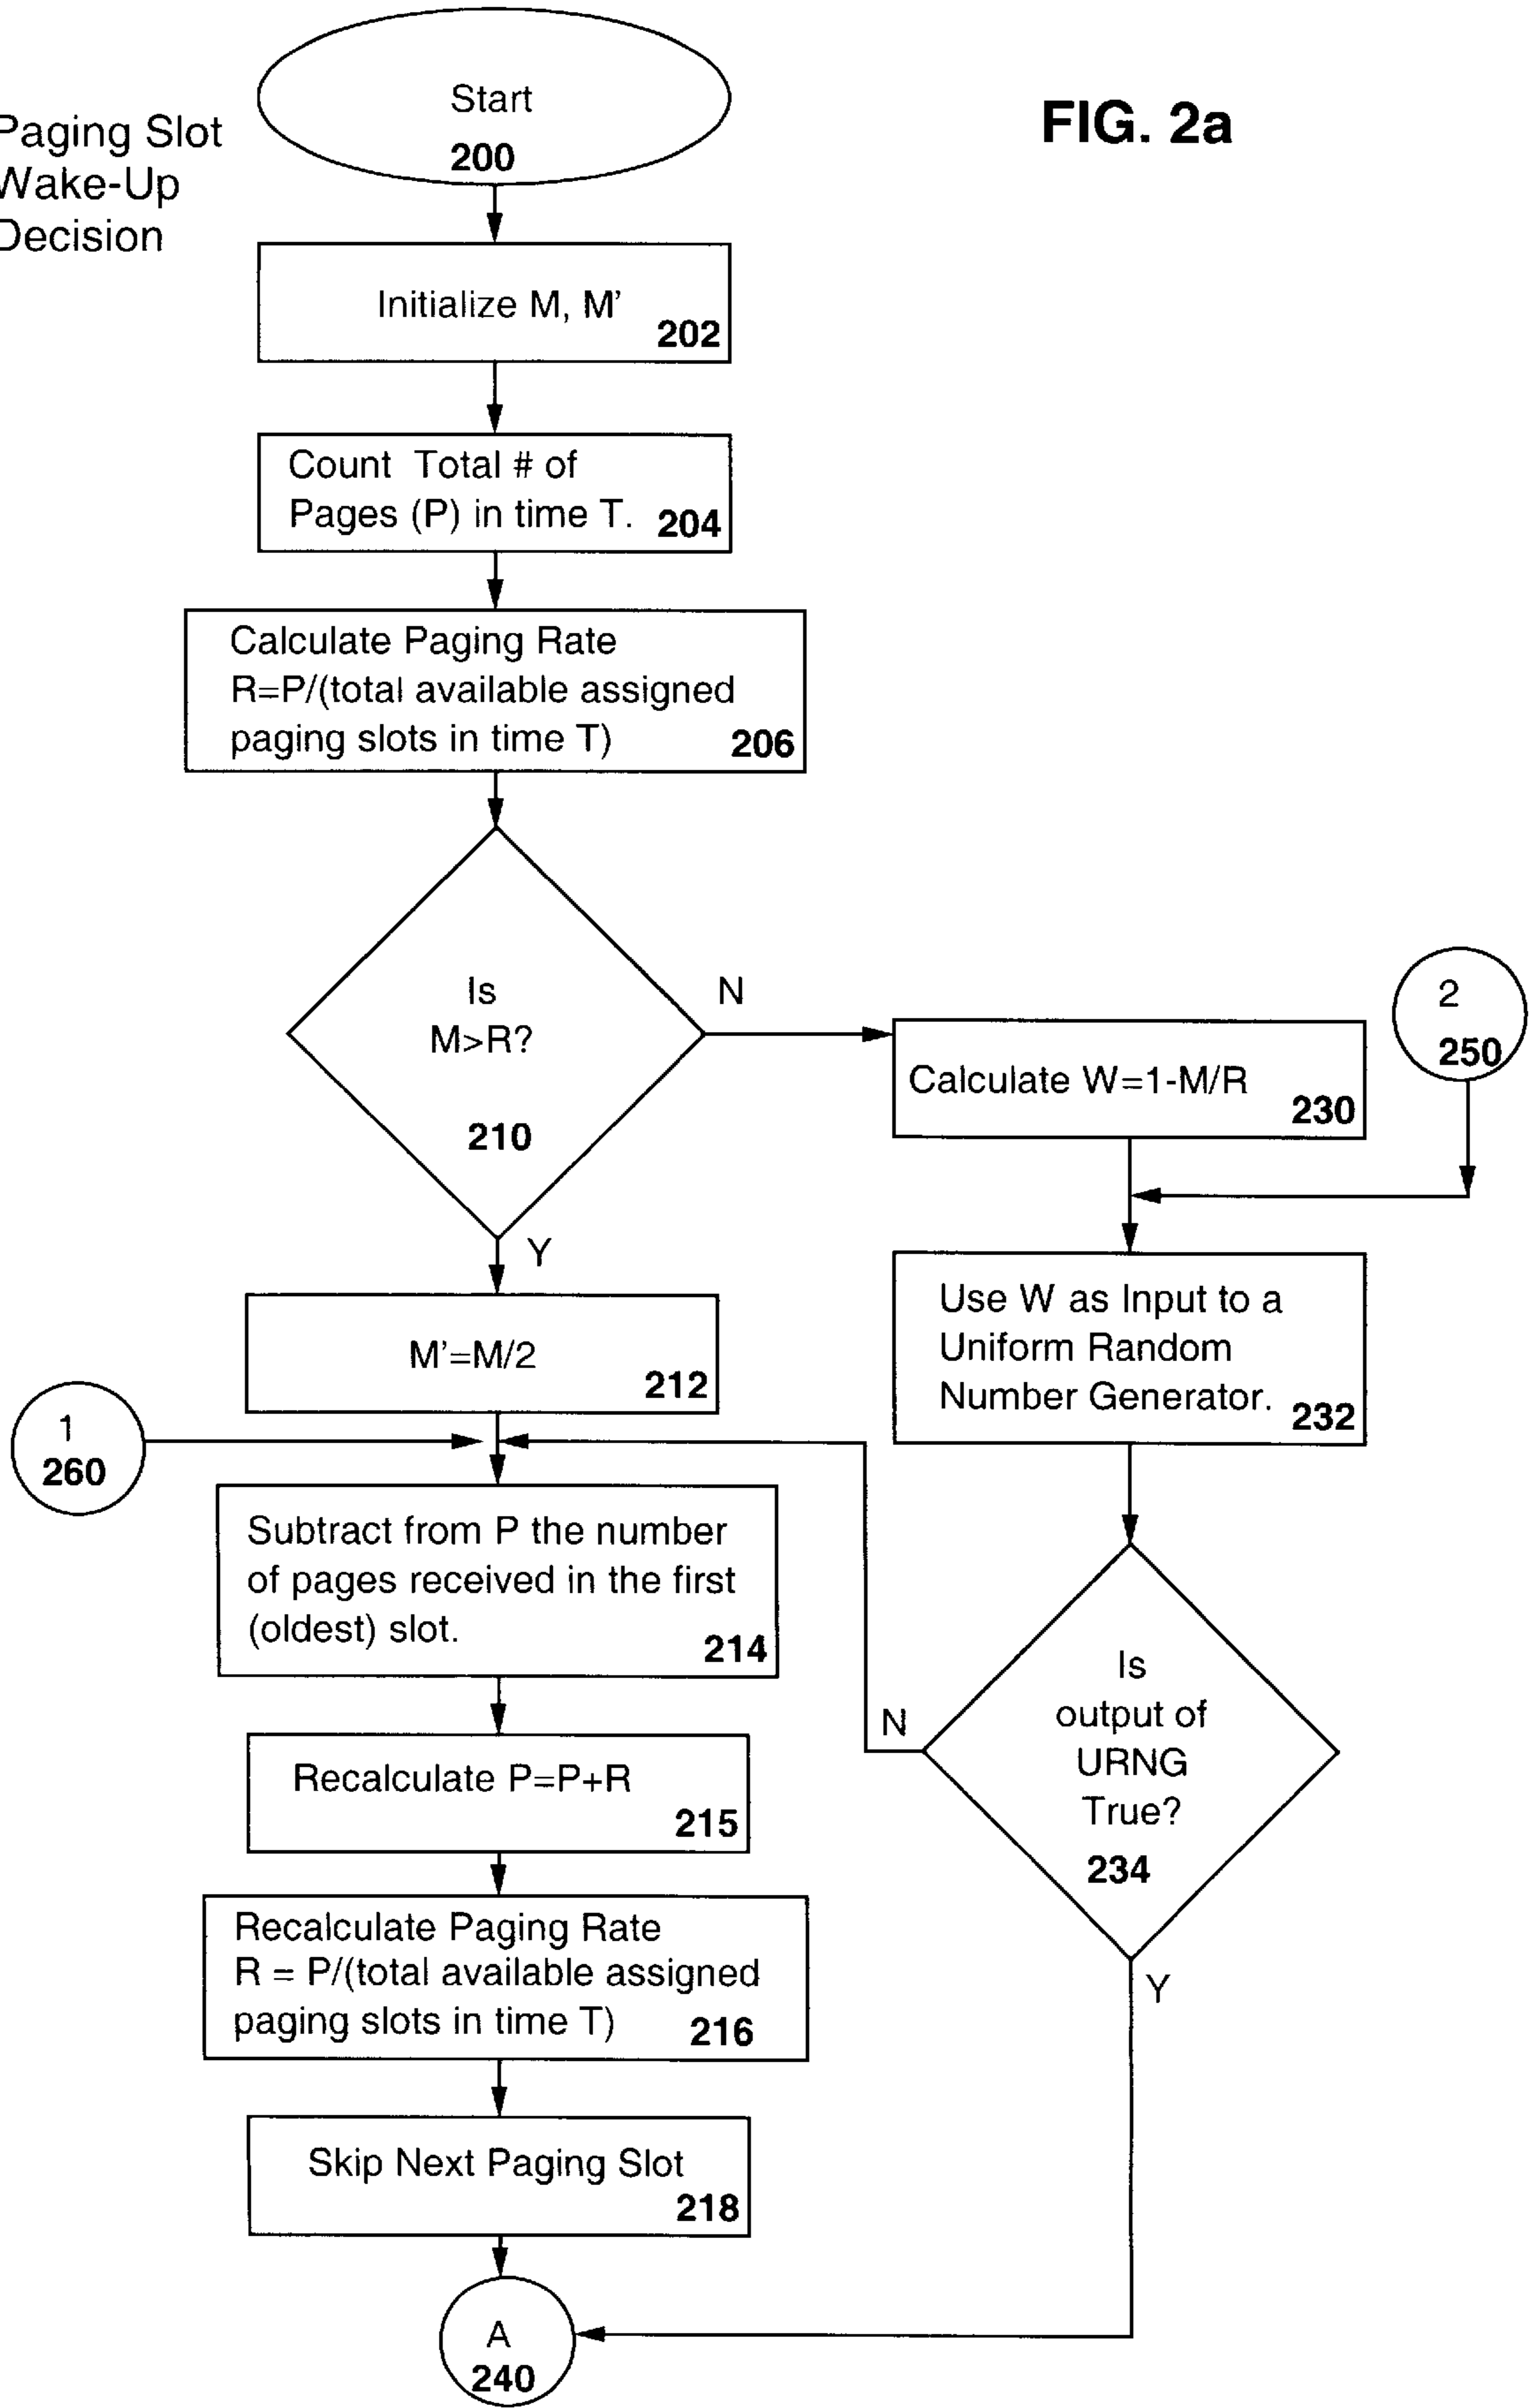 Paging Slot
Wake-Up
Decision
FIG. 2a
Start
200
Initialize M, M'
202
Count Total # of
Pages (P) in time T.
204
Calculate Paging Rate
R=P/(total available assigned
paging slots in time T)
206
Is
M>R?
210
N
Y
2
250
Calculate W=1-M/R
230
M'=M/2
212
Use W as Input to a
Uniform Random
Number Generator.
232
1
260
Subtract from P the number
of pages received in the first
(oldest) slot.
214
Is
output of
URNG
True?
234
N
Y
Recalculate P=P+R
215
Recalculate Paging Rate
R = P/(total available assigned
paging slots in time T)
216
Skip Next Paging Slot
218
A
240